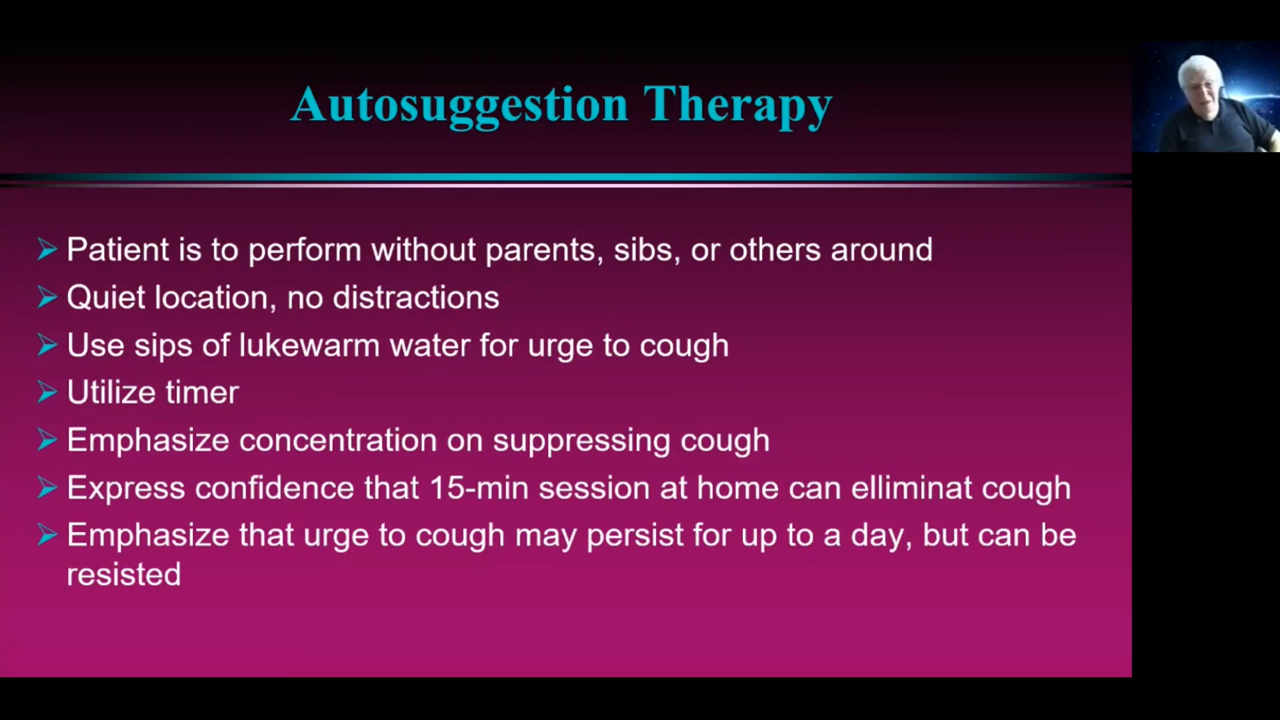 Autosuggestion Therapy
Patient is to perform without parents, sibs, or others around
Quiet location, no distractions
Use sips of lukewarm water for urge to cough
Utilize timer
Emphasize concentration on suppressing cough
Express confidence that 15-min session at home can elliminat cough
Emphasize that urge to cough may persist for up to a day, but can be
resisted